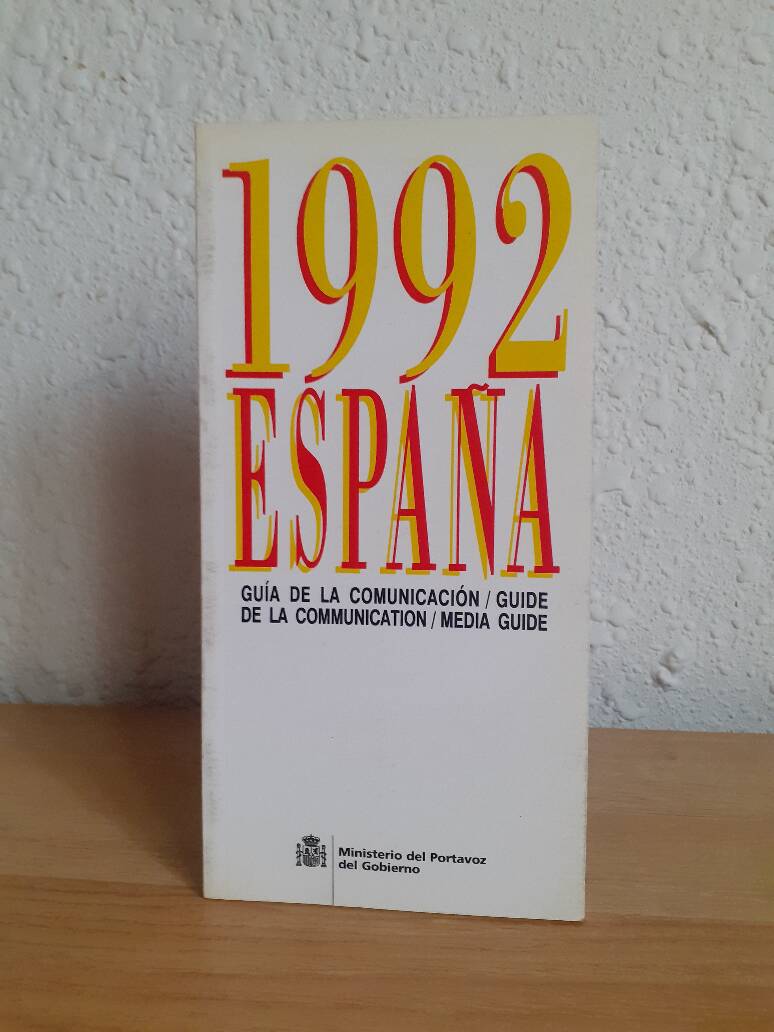 1992
ESPAÑA
GUÍA DE LA COMUNICACIÓN / GUIDE
DE LA COMMUNICATION / MEDIA GUIDE
Ministerio del Portavoz
del Gobierno